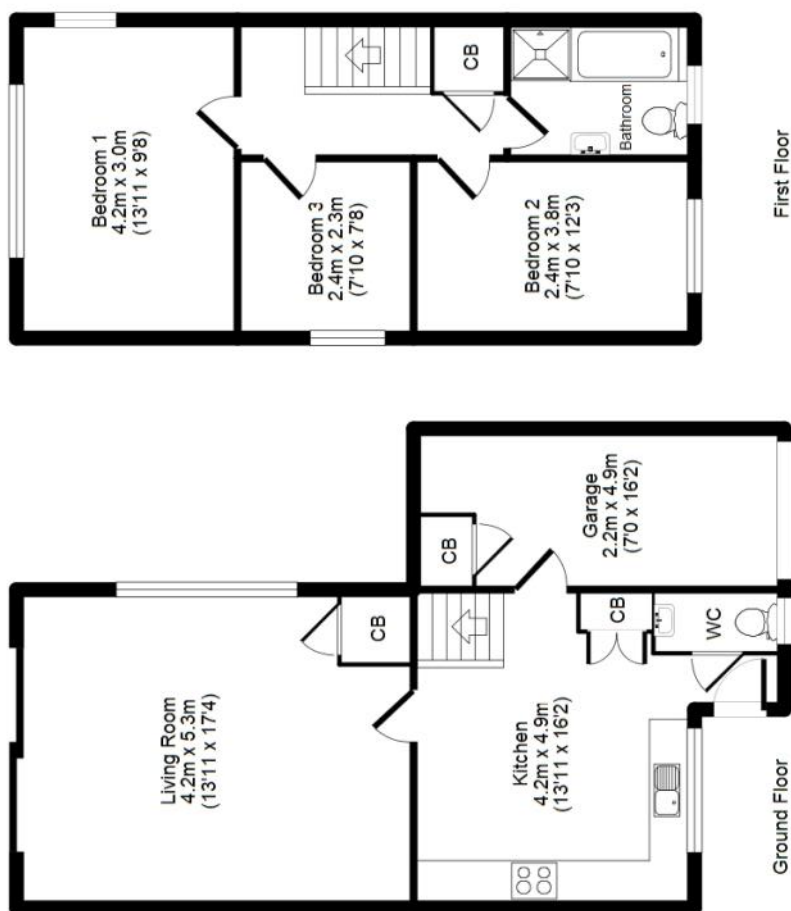 Bedroom 1
4.2m x 3.0m
(13'11 x 9'8)
CB
Bathroom
Bedroom 3
2.4m x 2.3m
(7'10 x 7'8)
Bedroom 2
2.4m x 3.8m
(7'10 x 12'3)
First Floor
Garage
2.2m x 4.9m
(7'0 x 16'2)
CB
CB
CB
WC
Living Room
4.2m x 5.3m
(13'11 x 17'4)
Kitchen
4.2m x 4.9m
(13'11 x 16'2)
Ground Floor